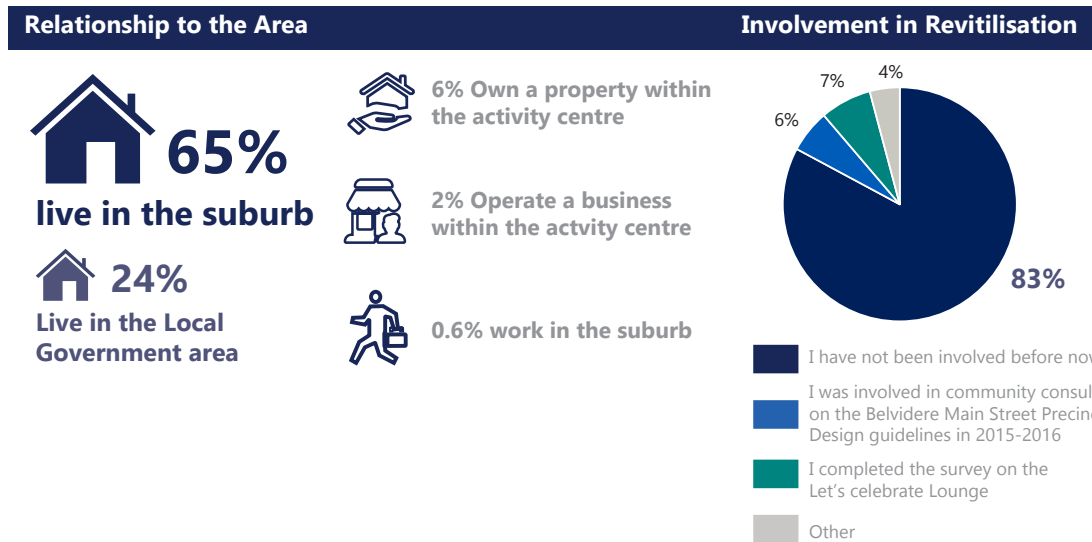 Relationship to the Area
65%
live in the suburb
24%
Live in the Local
Government area
6% Own a property within
the activity centre
2% Operate a business
within the actvity centre
0.6% work in the suburb
Involvement in Revitilisation
4%
7%
6%
83%
I have not been involved before
I was involved in community
on the Belvidere Main Street
Design guidelines in 2015-2016
I completed the survey on the
Let's celebrate Lounge
Other